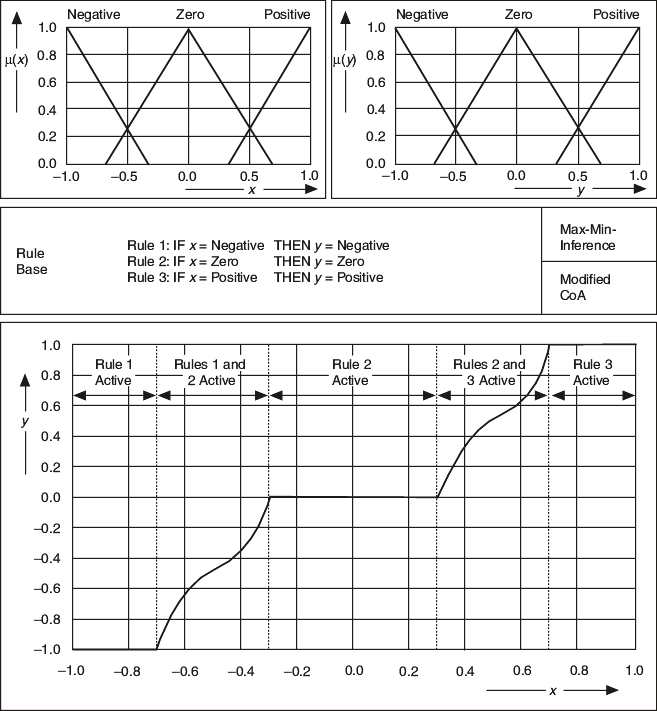 Negative Zero Positive
μ(x)
1.0
0.8
0.6
0.4
0.2
0.0
−1.0 −0.5 0.0 0.5 1.0
x
Negative Zero Positive
μ(y)
1.0
0.8
0.6
0.4
0.2
0.0
−1.0 −0.5 0.0 0.5 1.0
y
Rule
Base
Rule 1: IF x = Negative THEN y = Negative
Rule 2: IF x = Zero THEN y = Zero
Rule 3: IF x = Positive THEN y = Positive
Max-Min-
Inference
Modified
CoA
Rule 1
Active
Rules 1 and
2 Active
Rule 2
Active
Rules 2 and
3 Active
Rule 3
Active
y
1.0
0.8
0.6
0.4
0.2
0.0
−0.2
−0.4
−0.6
−0.8
−1.0
−1.0 −0.8 −0.6 −0.4 −0.2 0.0 0.2 0.4 0.6 0.8 1.0
x